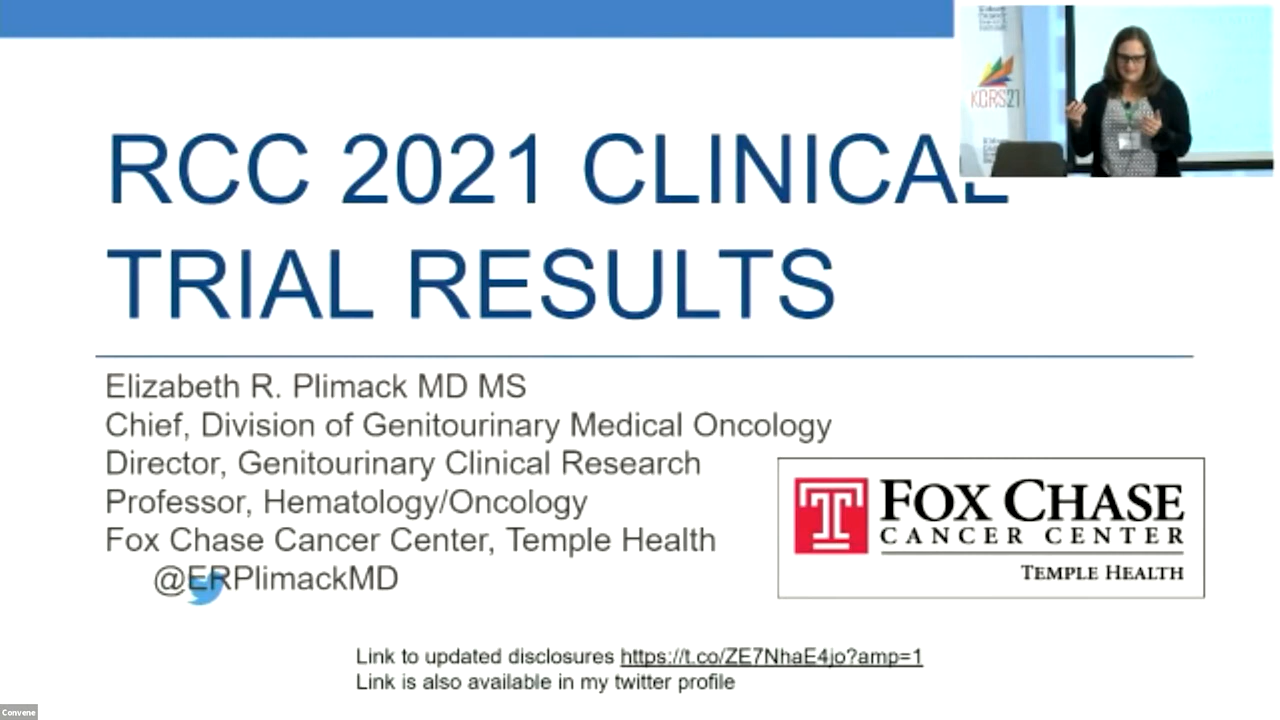 RCC 2021 CLINICAL
TRIAL RESULTS
KCRS21
Elizabeth R. Plimack MD MS
Chief, Division of Genitourinary Medical Oncology
Director, Genitourinary Clinical Research
Professor, Hematology/Oncology
Fox Chase Cancer Center, Temple Health
@ERPlimackMD
FOX CHASE
CANCER CENTER
TEMPLE HEALTH
Link to updated disclosures https://t.co/ZE7NhaE4jo?amp=1
Link is also available in my twitter profile
Convene